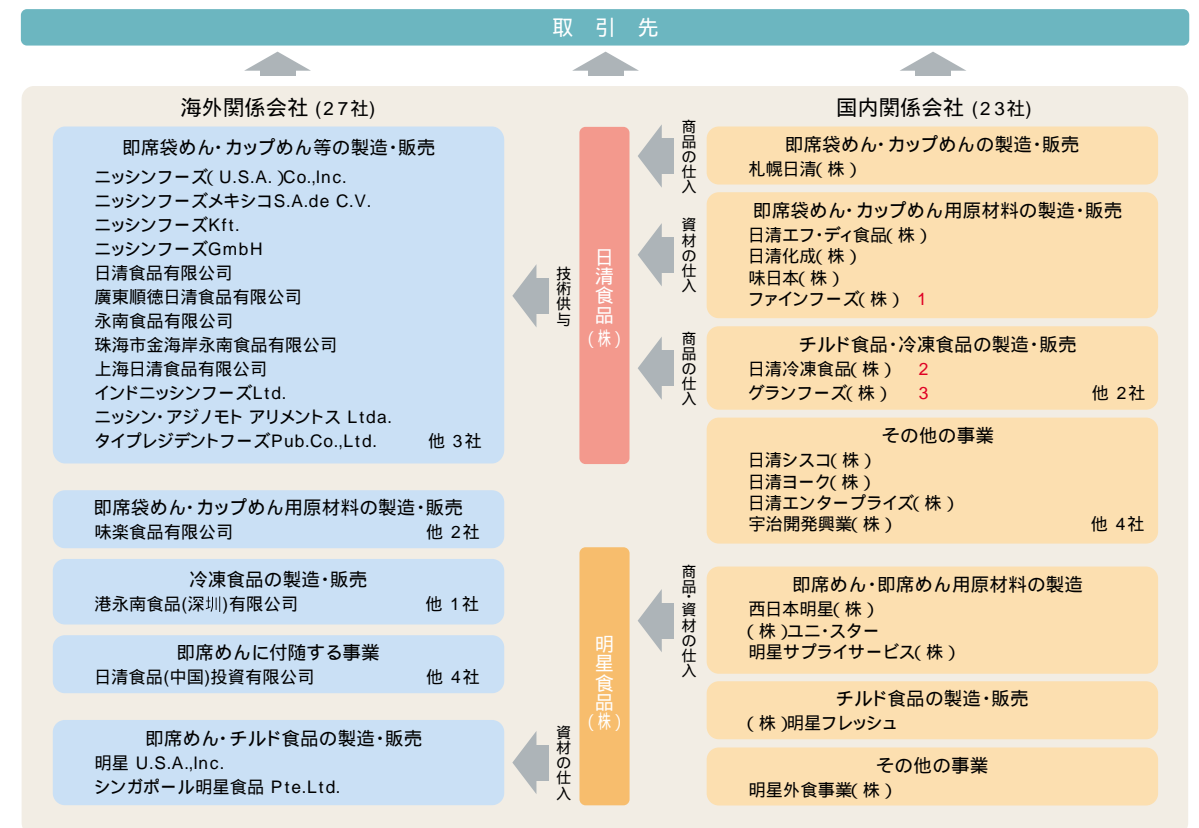 取引先
海外関係会社 (27社)
即席袋めん・カップめん等の製造・販売
ニッシンフーズ( U.S.A. )Co.,Inc.
ニッシンフーズメキシコS.A.de C.V.
ニッシンフーズKft.
ニッシンフーズGmbH
日清食品有限公司
廣東順徳日清食品有限公司
永南食品有限公司
珠海市金海岸永南食品有限公司
上海日清食品有限公司
インドニッシンフーズLtd.
ニッシン・アジノモト アリメントス Ltda.
タイプレジデントフーズPub.Co.,Ltd. 他 3社
即席袋めん・カップめん用原材料の製造・販売
味楽食品有限公司 他 2社
冷凍食品の製造・販売
港永南食品(深圳)有限公司 他 1社
即席めんに付随する事業
日清食品(中国)投資有限公司 他 4社
即席めん・チルド食品の製造・販売
明星 U.S.A.,Inc.
シンガポール明星食品 Pte.Ltd.
技術供与
資材の仕入
日清食品(株)
明星食品(株)
商品の仕入
資材の仕入
商品の仕入
商品・資材の仕入
国内関係会社 (23社)
即席袋めん・カップめんの製造・販売
札幌日清( 株 )
即席袋めん・カップめん用原材料の製造・販売
日清エフ・ディ食品( 株 )
日清化成( 株 )
味日本( 株 )
ファインフーズ( 株 ) 1
チルド食品・冷凍食品の製造・販売
日清冷凍食品( 株 ) 2
グランフーズ( 株 ) 3 他 2社
その他の事業
日清シスコ( 株 )
日清ヨーク( 株 )
日清エンタープライズ( 株 )
宇治開発興業( 株 ) 他 4社
即席めん・即席めん用原材料の製造
西日本明星( 株 )
( 株 )ユニ・スター
明星サプライサービス( 株 )
チルド食品の製造・販売
( 株 )明星フレッシュ
その他の事業
明星外食事業( 株 )